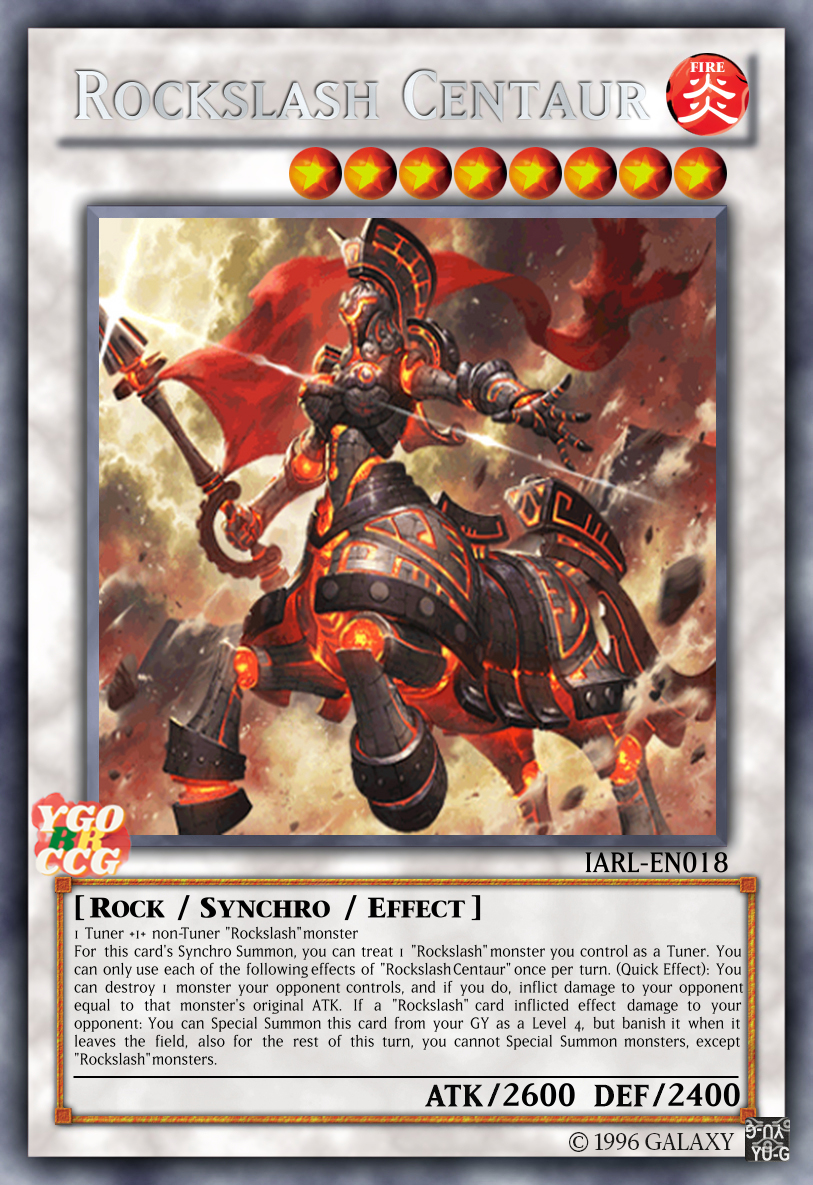 Rockslash Centaur
FIRE
炎
YGO
BR
CCG
IARL-EN018
[ Rock / Synchro / Effect ]
1 Tuner +1+ non-Tuner "Rockslash" monster
For this card's Synchro Summon, you can treat 1 "Rockslash" monster you control as a Tuner. You
can only use each of the following effects of "Rockslash Centaur" once per turn. (Quick Effect): You
can destroy 1 monster your opponent controls, and if you do, inflict damage to your opponent
equal to that monster's original ATK. If a "Rockslash" card inflicted effect damage to your
opponent: You can Special Summon this card from your GY as a Level 4, but banish it when it
leaves the field, also for the rest of this turn, you cannot Special Summon monsters, except
"Rockslash" monsters.
ATK/2600 DEF/2400
© 1996 GALAXY
YU-G